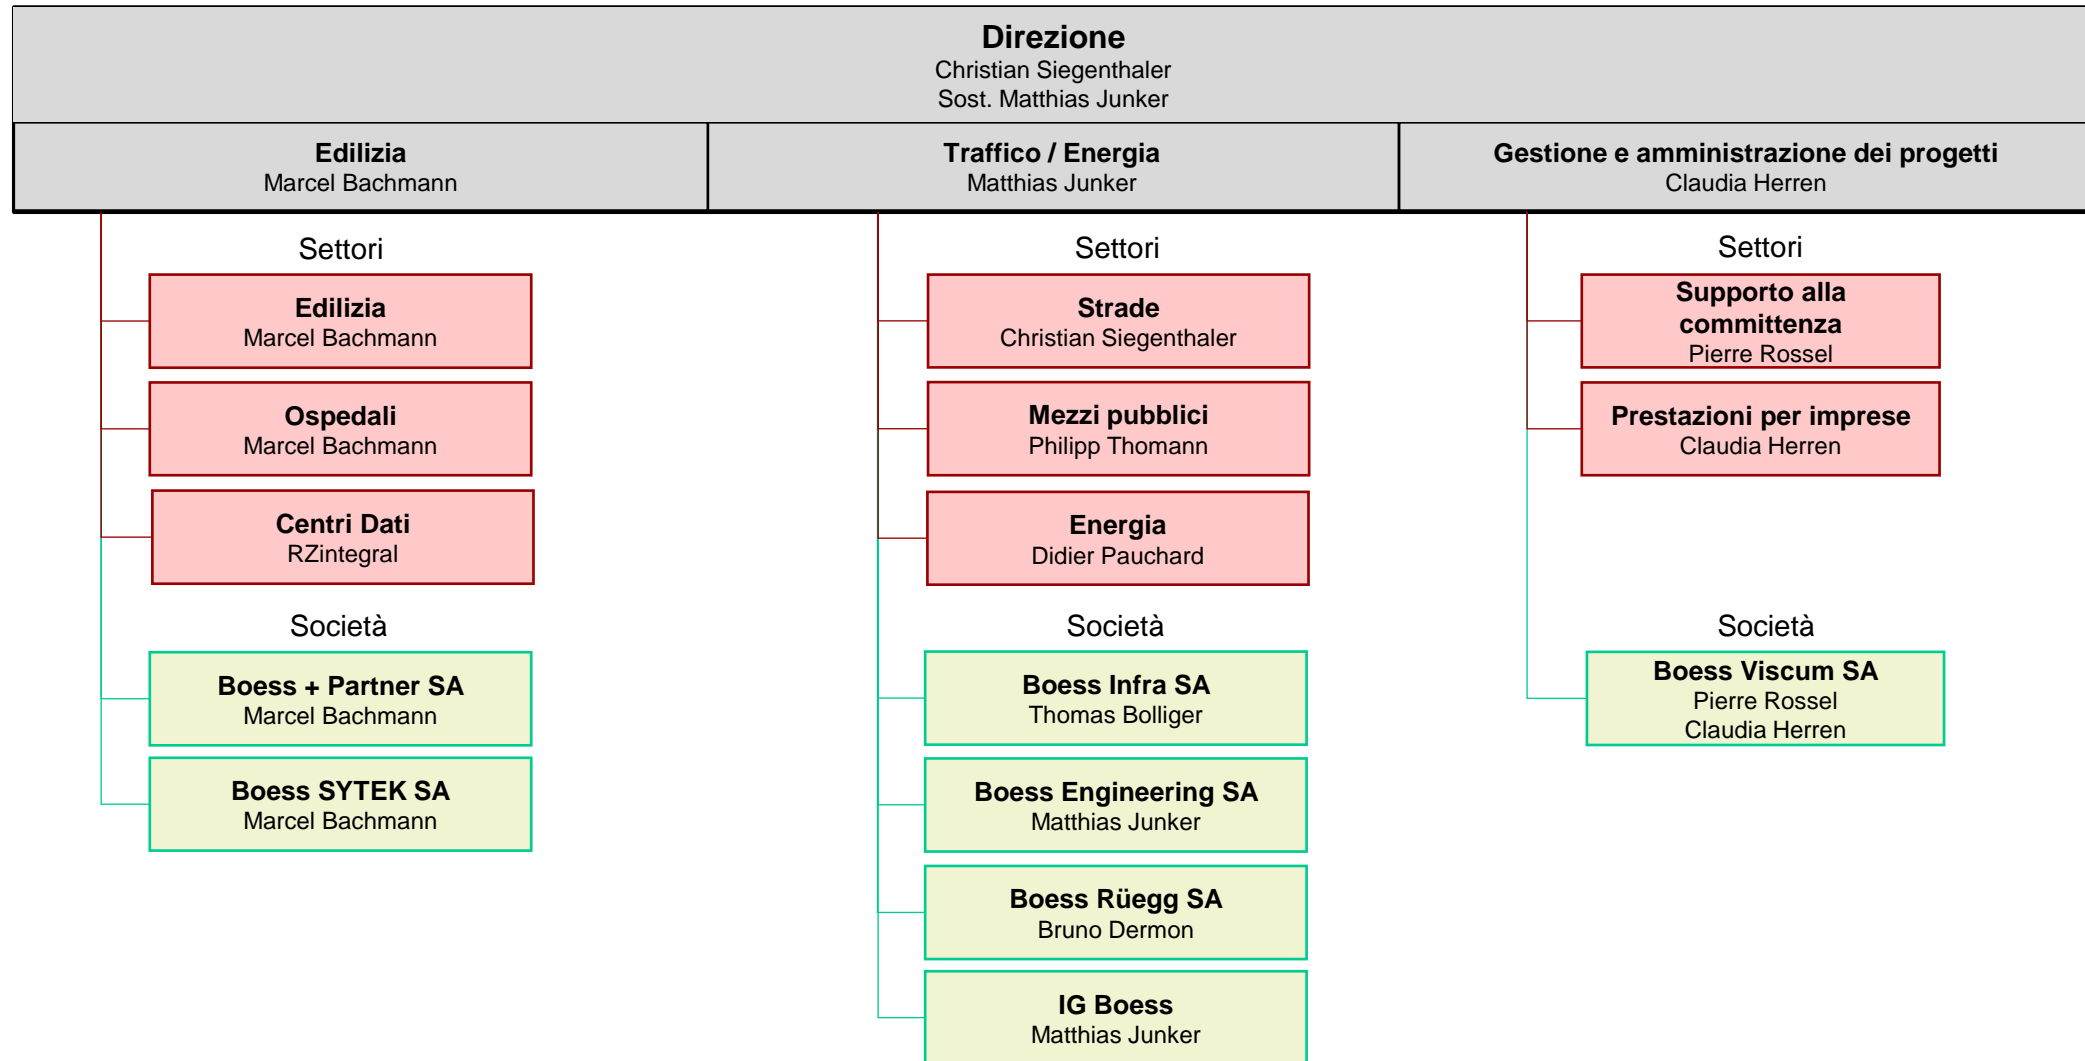 Direzione
Christian Siegenthaler
Sost. Matthias Junker
Edilizia
Marcel Bachmann
Traffico / Energia
Matthias Junker
Gestione e amministrazione dei progetti
Claudia Herren
Settori
Edilizia
Marcel Bachmann
Ospedali
Marcel Bachmann
Centri Dati
RZintegral
Società
Boess + Partner SA
Marcel Bachmann
Boess SYTEK SA
Marcel Bachmann
Settori
Strade
Christian Siegenthaler
Mezzi pubblici
Philipp Thomann
Energia
Didier Pauchard
Società
Boess Infra SA
Thomas Bolliger
Boess Engineering SA
Matthias Junker
Boess Rüegg SA
Bruno Dermon
IG Boess
Matthias Junker
Settori
Supporto alla
committenza
Pierre Rossel
Prestazioni per imprese
Claudia Herren
Società
Boess Viscum SA
Pierre Rossel
Claudia Herren